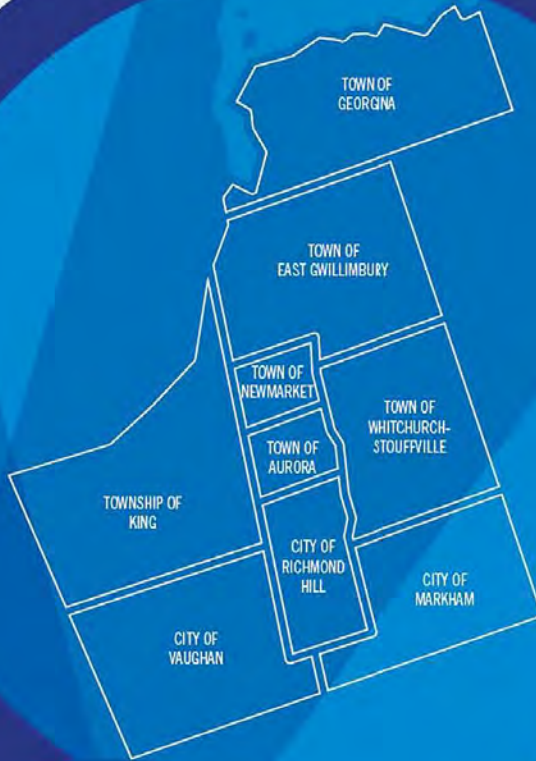 TOWN OF
GEORGINA
TOWN OF
EAST GWILLIMBURY
TOWN OF
NEWMARKET
TOWN OF
WHITCHURCH-
STOUFFVILLE
TOWN OF
AURORA
TOWNSHIP OF
KING
CITY OF
RICHMOND
HILL
CITY OF
MARKHAM
CITY OF
VAUGHAN